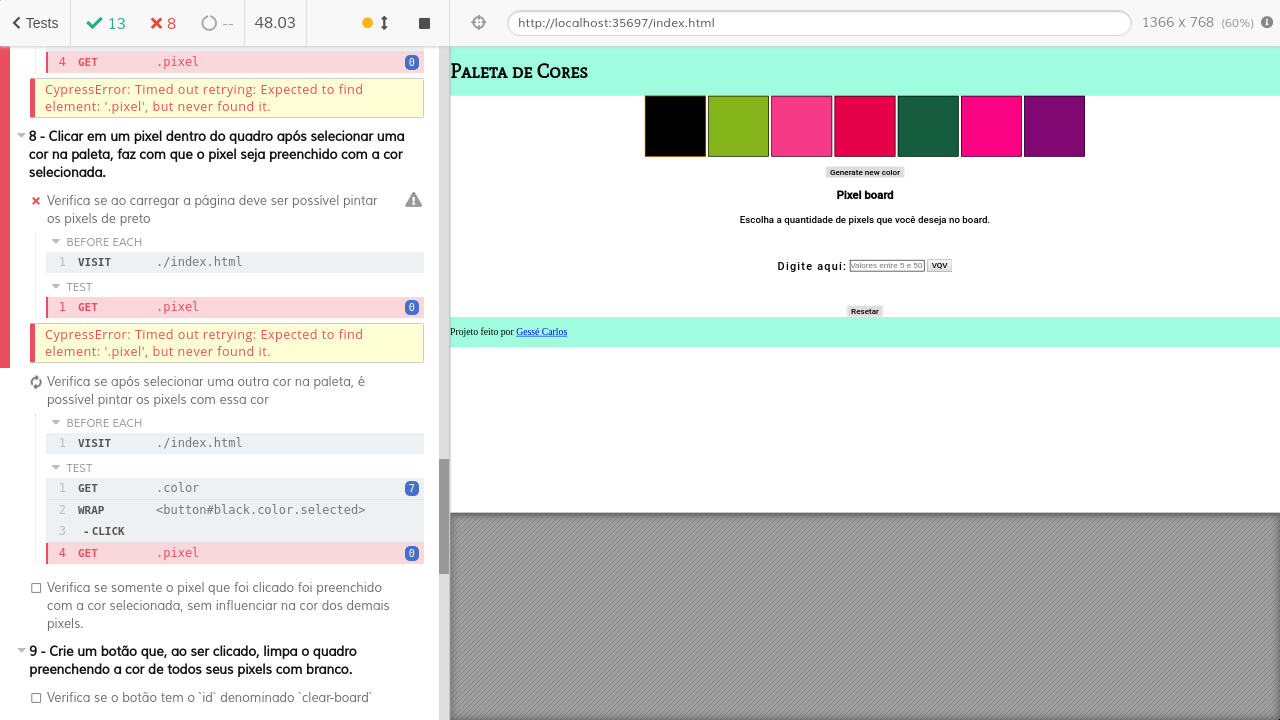 Tests 13 8 -- 48.03
4 GET .pixel 0
CypressError: Timed out retrying: Expected to find
element: '.pixel', but never found it.
8 - Clicar em um pixel dentro do quadro após selecionar uma
cor na paleta, faz com que o pixel seja preenchido com a cor
selecionada.
Verifica se ao carregar a página deve ser possível pintar
os pixels de preto
BEFORE EACH
1 VISIT ./index.html
TEST
1 GET .pixel 0
CypressError: Timed out retrying: Expected to find
element: '.pixel', but never found it.
Verifica se após selecionar uma outra cor na paleta, é
possível pintar os pixels com essa cor
BEFORE EACH
1 VISIT ./index.html
TEST
1 GET .color 7
2 WRAP <button#black.color.selected>
3 -CLICK
4 GET .pixel 0
Verifica se somente o pixel que foi clicado foi preenchido
com a cor selecionada, sem influenciar na cor dos demais
pixels.
9 - Crie um botão que, ao ser clicado, limpa o quadro
preenchendo a cor de todos seus pixels com branco.
Verifica se o botão tem o `id` denominado `clear-board`
http://localhost:35697/index.html 1366 x 768 (60%)
Paleta de Cores
Generate new color
Pixel board
Escolha a quantidade de pixels que você deseja no board.
Digite aqui: Valores entre 5 e 50 VQV
Resetar
Projeto feito por Gessé Carlos